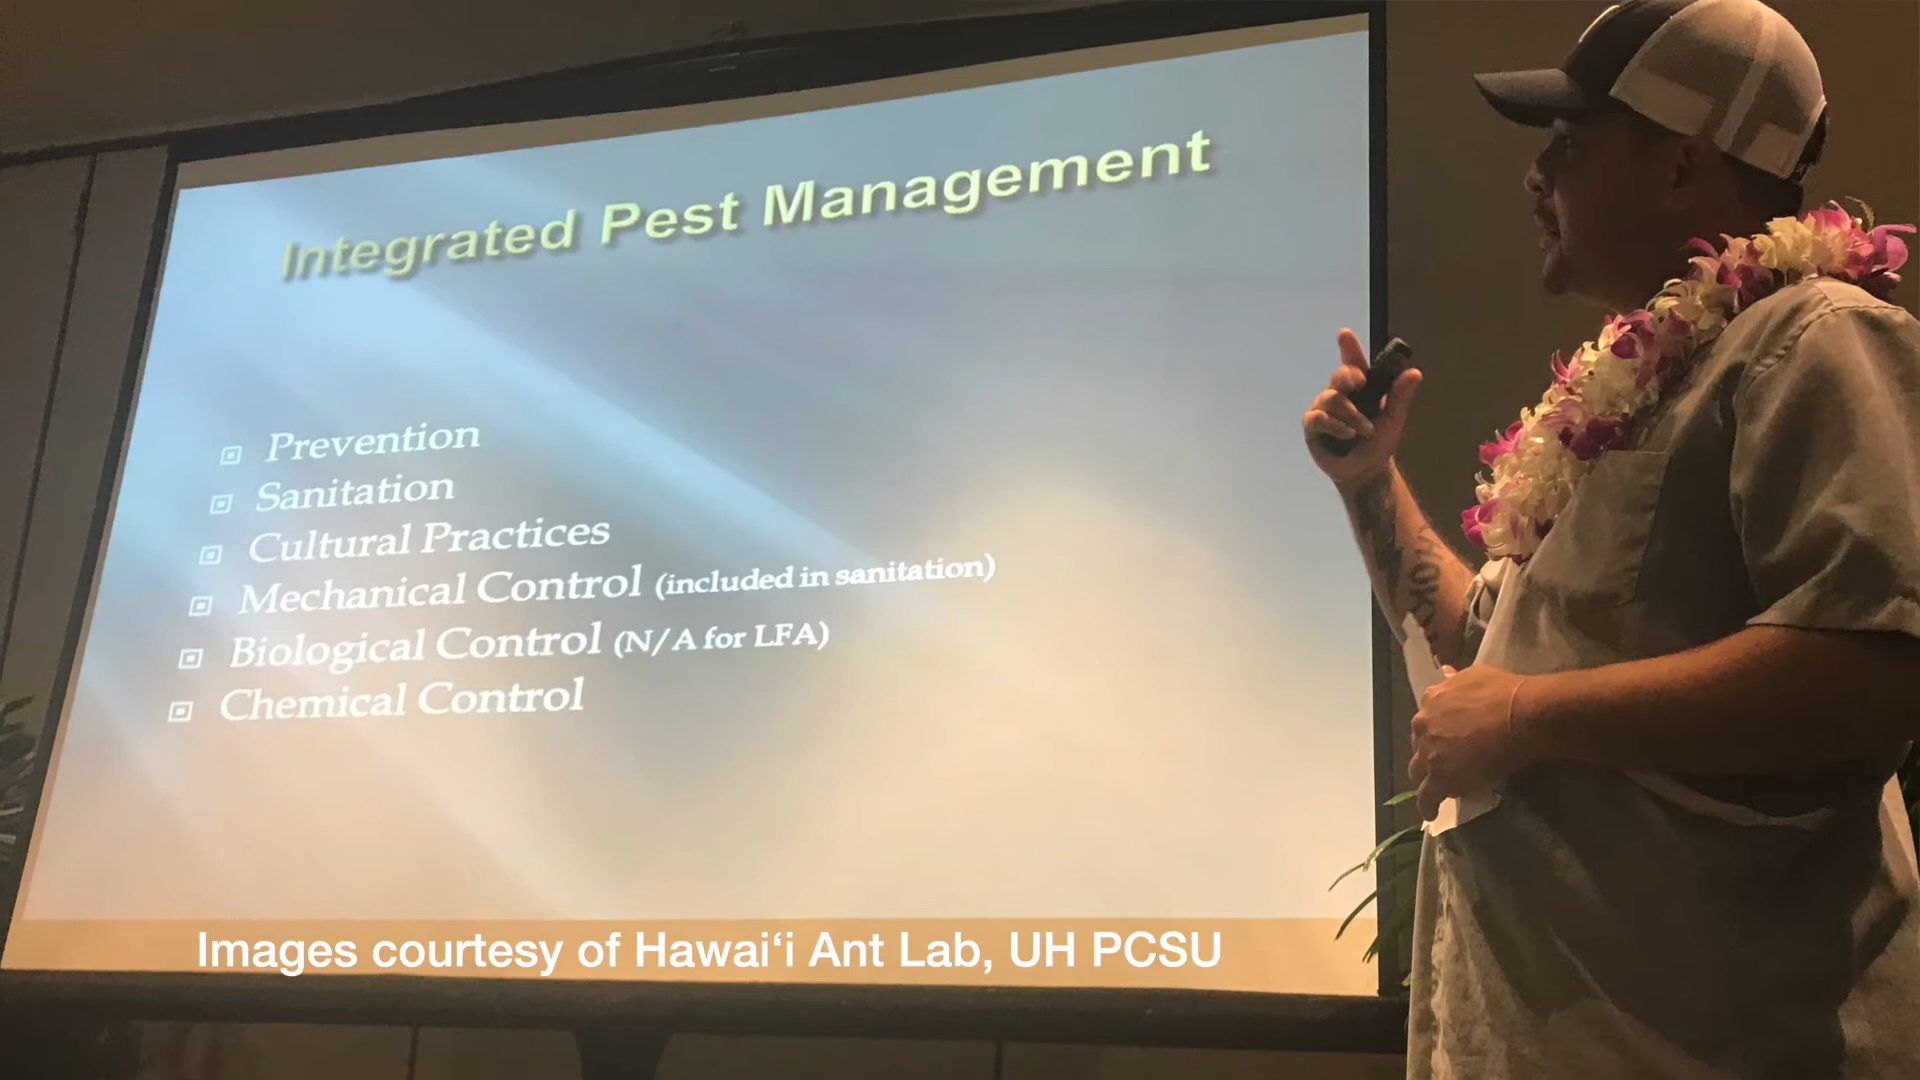 Integrated Pest Management
Prevention
Sanitation
Cultural Practices
Mechanical Control (included in sanitation)
Biological Control (N/A for LFA)
Chemical Control
Images courtesy of Hawaiʻi Ant Lab, UH PCSU